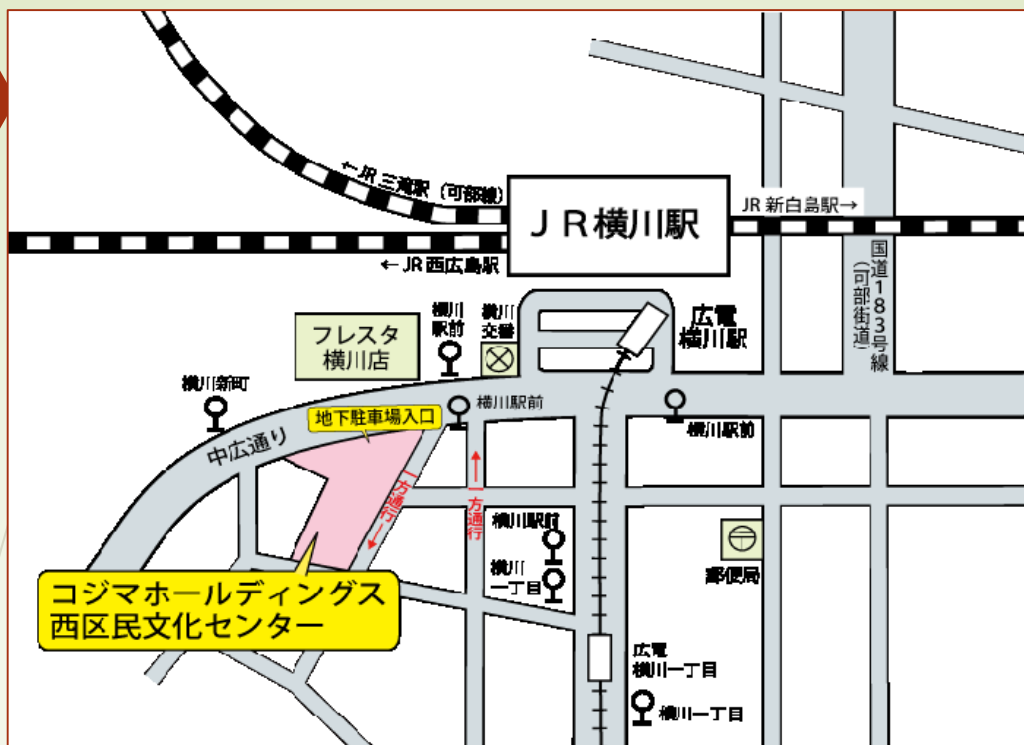 ←JR 三滝駅（可部線）
ＪＲ横川駅
JR 新白島駅→
←JR 西広島駅
国道183号線
（可部街道）
横川
駅前
横川
交番
広電
横川駅
フレスタ
横川店
横川新町
地下駐車場入口
横川駅前
横川駅前
中広通り
一方通行
一方通行
横川駅前
横川
一丁目
郵便局
コジマホールディングス
西区民文化センター
広電
横川一丁目
横川一丁目